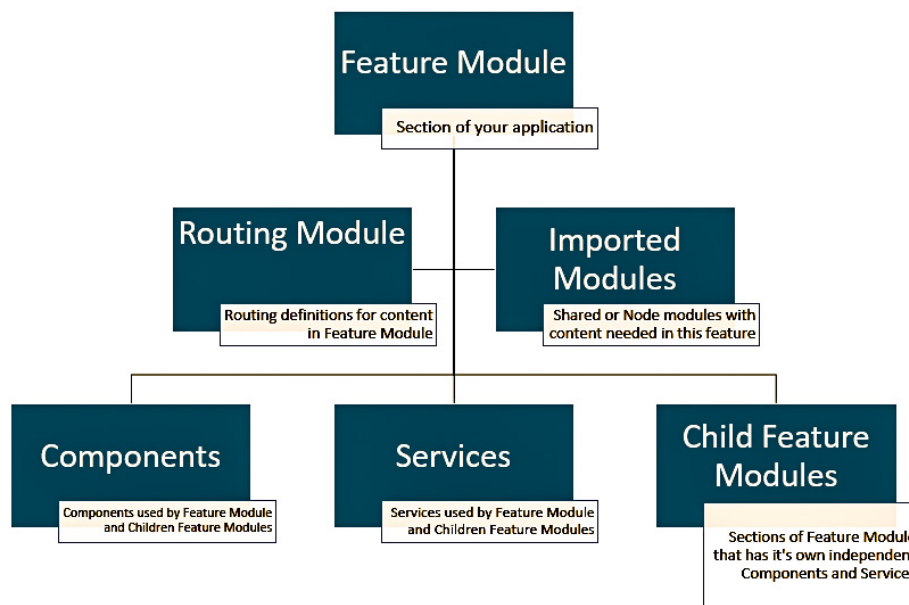 Feature Module
Section of your application
Routing Module
Routing definitions for content
in Feature Module
Imported
Modules
Shared or Node modules with
content needed in this feature
Components
Components used by Feature Module
and Children Feature Modules
Services
Services used by Feature Module
and Children Feature Modules
Child Feature
Modules
Sections of Feature Module
that has it's own independen
Components and Service